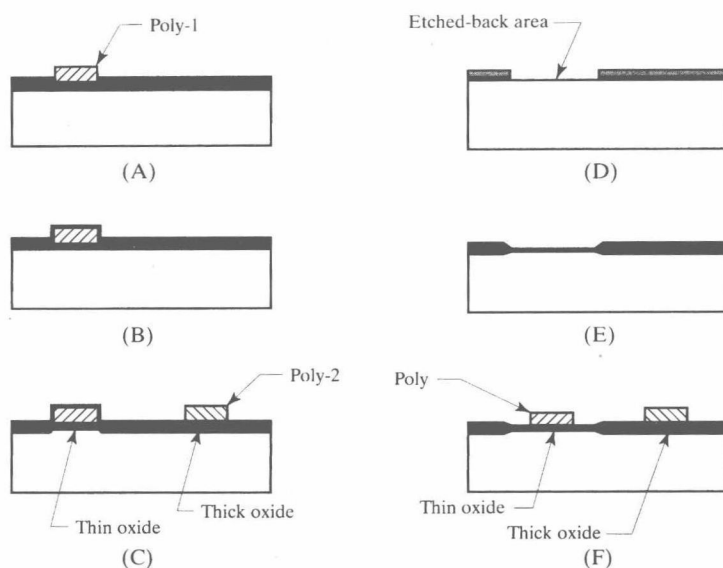 Poly-1
(A)
(B)
Poly-2
Thin oxide
Thick oxide
(C)
Etched-back area
(D)
(E)
Poly
Thin oxide
Thick oxide
(F)